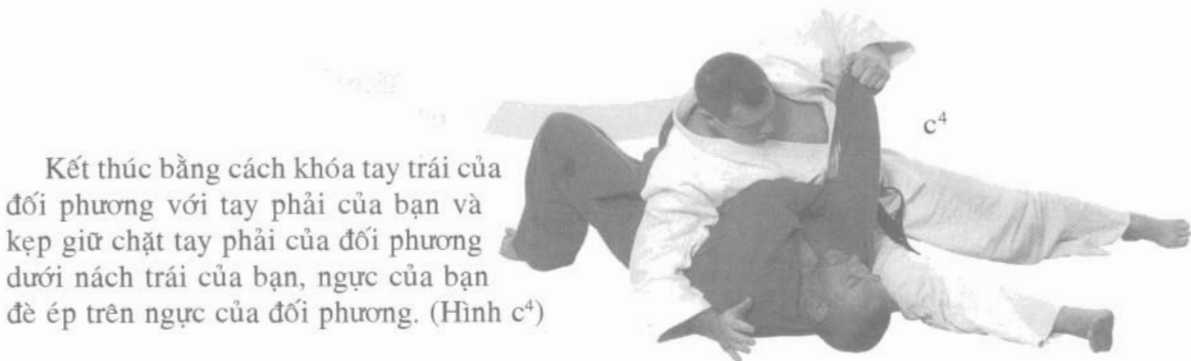 c⁴
Kết thúc bằng cách khóa tay trái của
đối phương với tay phải của bạn và
kẹp giữ chặt tay phải của đối phương
dưới nách trái của bạn, ngực của bạn
đè ép trên ngực của đối phương. (Hình c⁴)